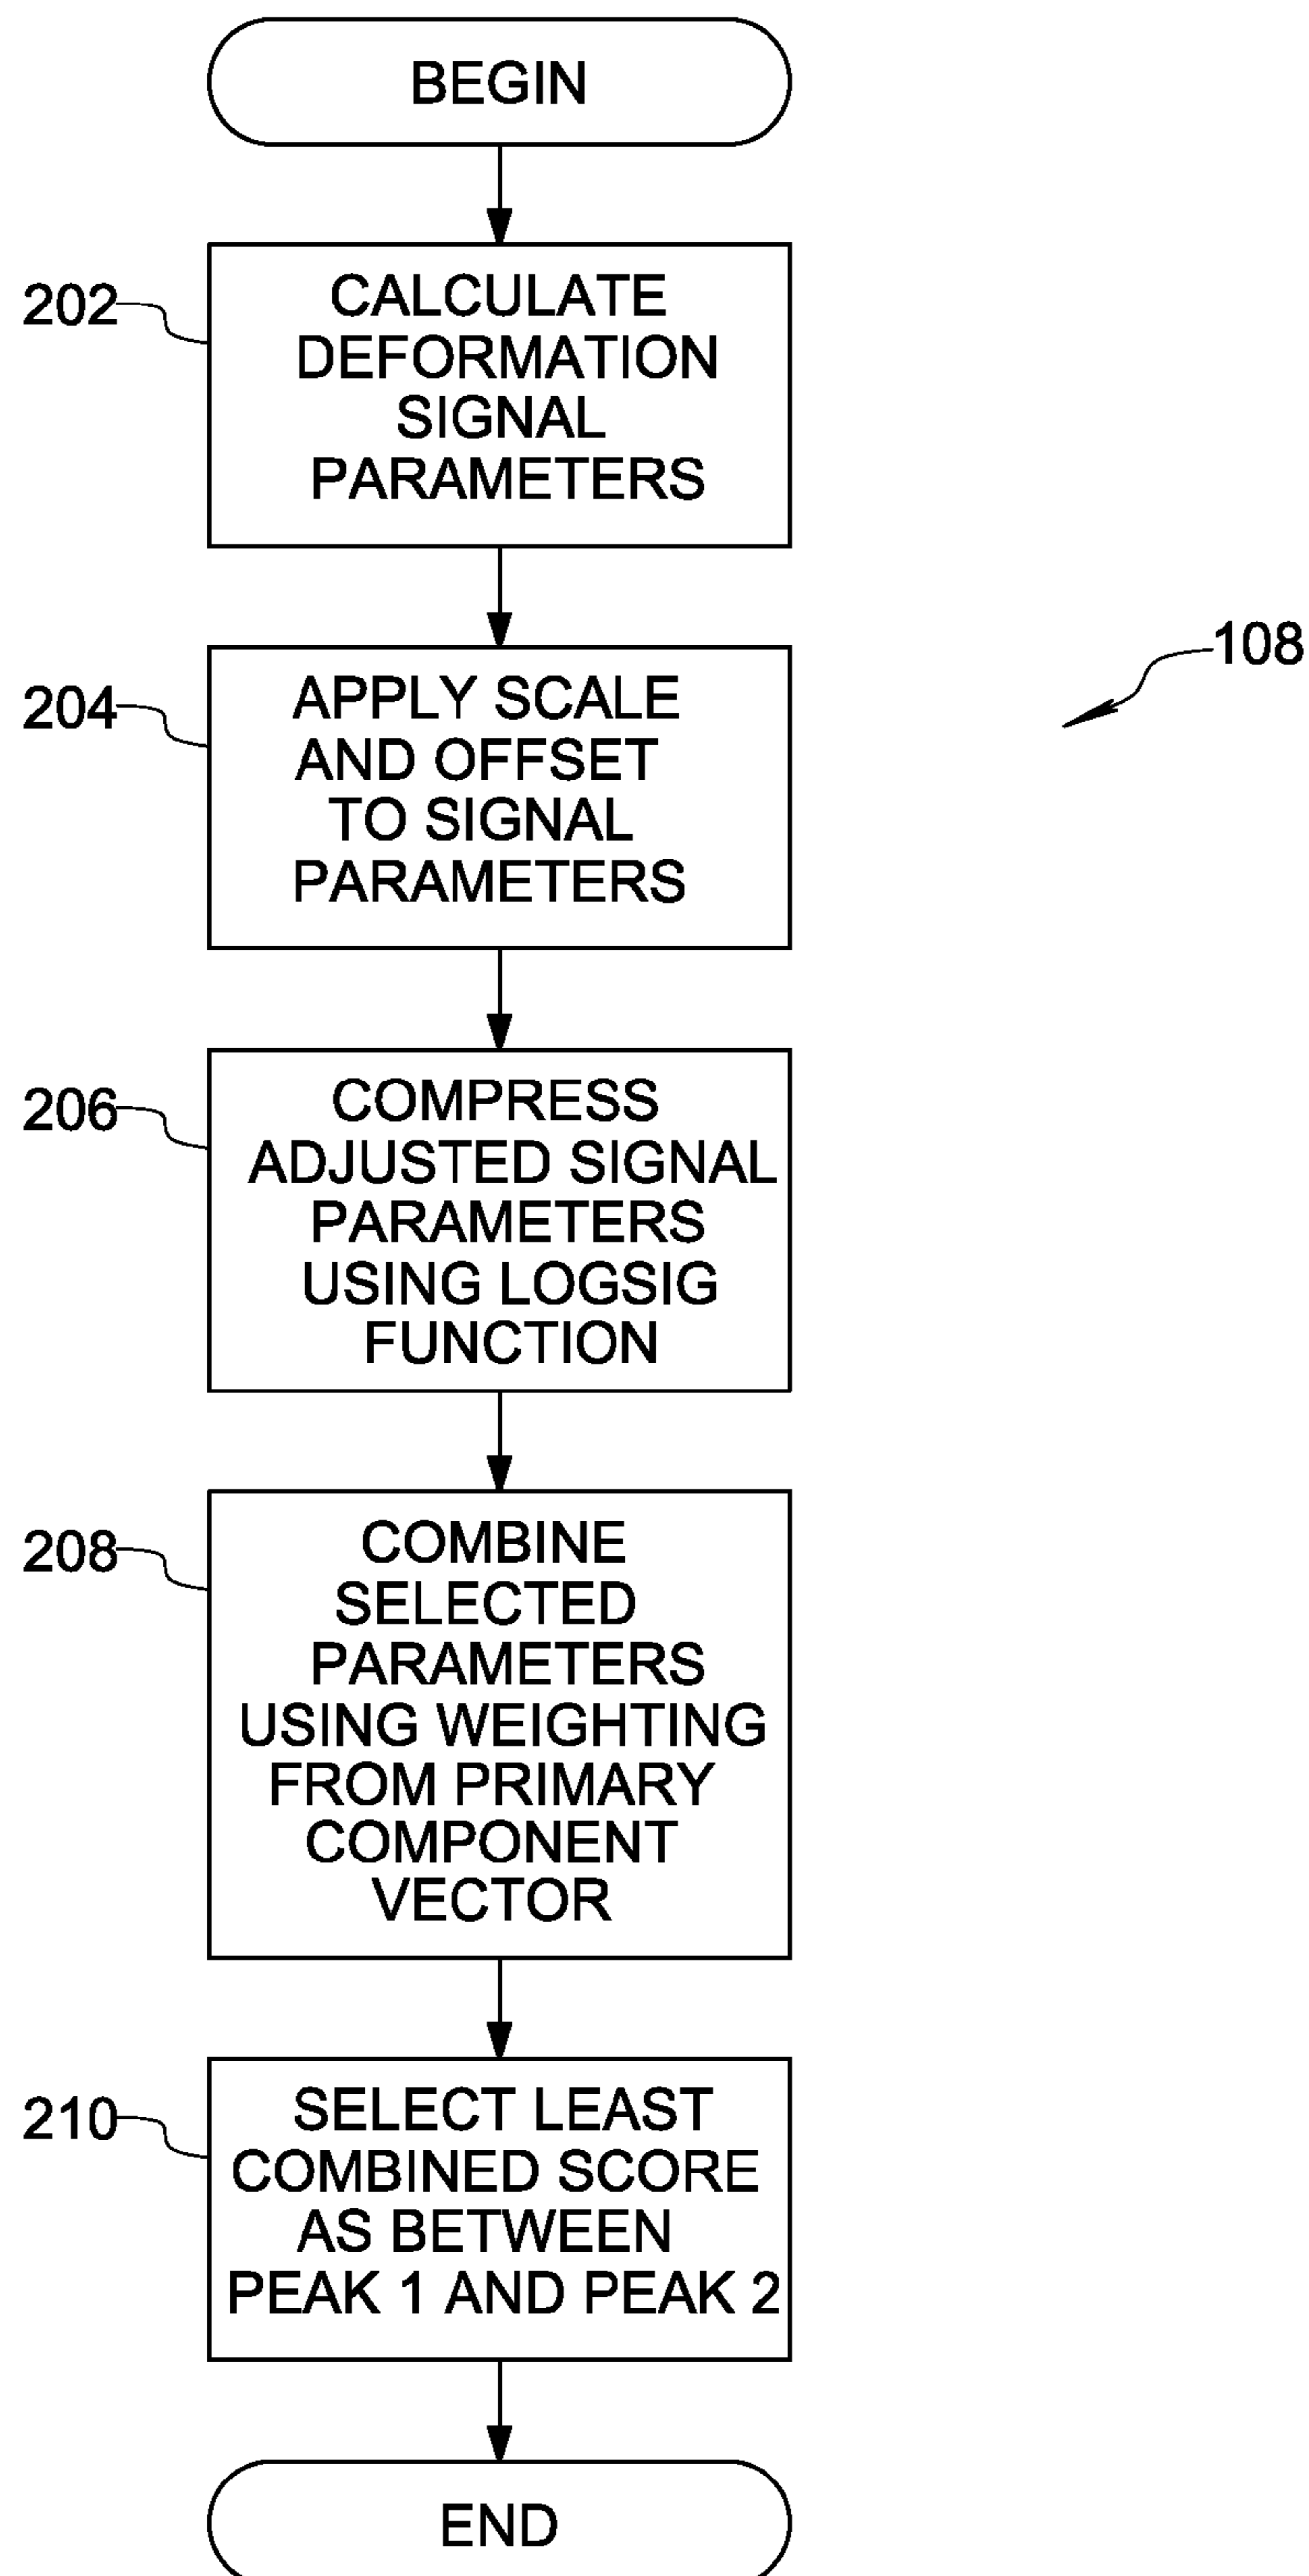 BEGIN
202
CALCULATE
DEFORMATION
SIGNAL
PARAMETERS
108
204
APPLY SCALE
AND OFFSET
TO SIGNAL
PARAMETERS
206
COMPRESS
ADJUSTED SIGNAL
PARAMETERS
USING LOGSIG
FUNCTION
208
COMBINE
SELECTED
PARAMETERS
USING WEIGHTING
FROM PRIMARY
COMPONENT
VECTOR
210
SELECT LEAST
COMBINED SCORE
AS BETWEEN
PEAK 1 AND PEAK 2
END